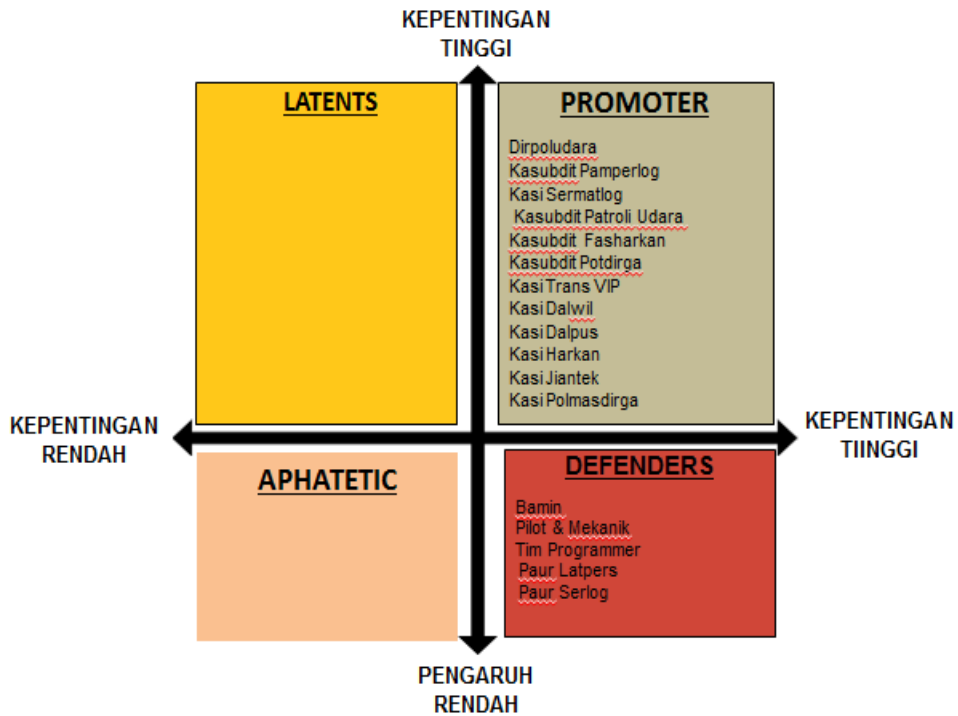 KEPENTINGAN
TINGGI
LATENTS
PROMOTER
Dirpoludara
Kasubdit Pamperlog
Kasi Sermatlog
Kasubdit Patroli Udara
Kasubdit Fasharkan
Kasubdit Potdirga
Kasi Trans VIP
Kasi Dalwil
Kasi Dalpus
Kasi Harkan
Kasi Jiantek
Kasi Polmasdirga
KEPENTINGAN
RENDAH
KEPENTINGAN
TIINGGI
APHATETIC
DEFENDERS
Bamin
Pilot & Mekanik
Tim Programmer
Paur Latpers
Paur Serlog
PENGARUH
RENDAH